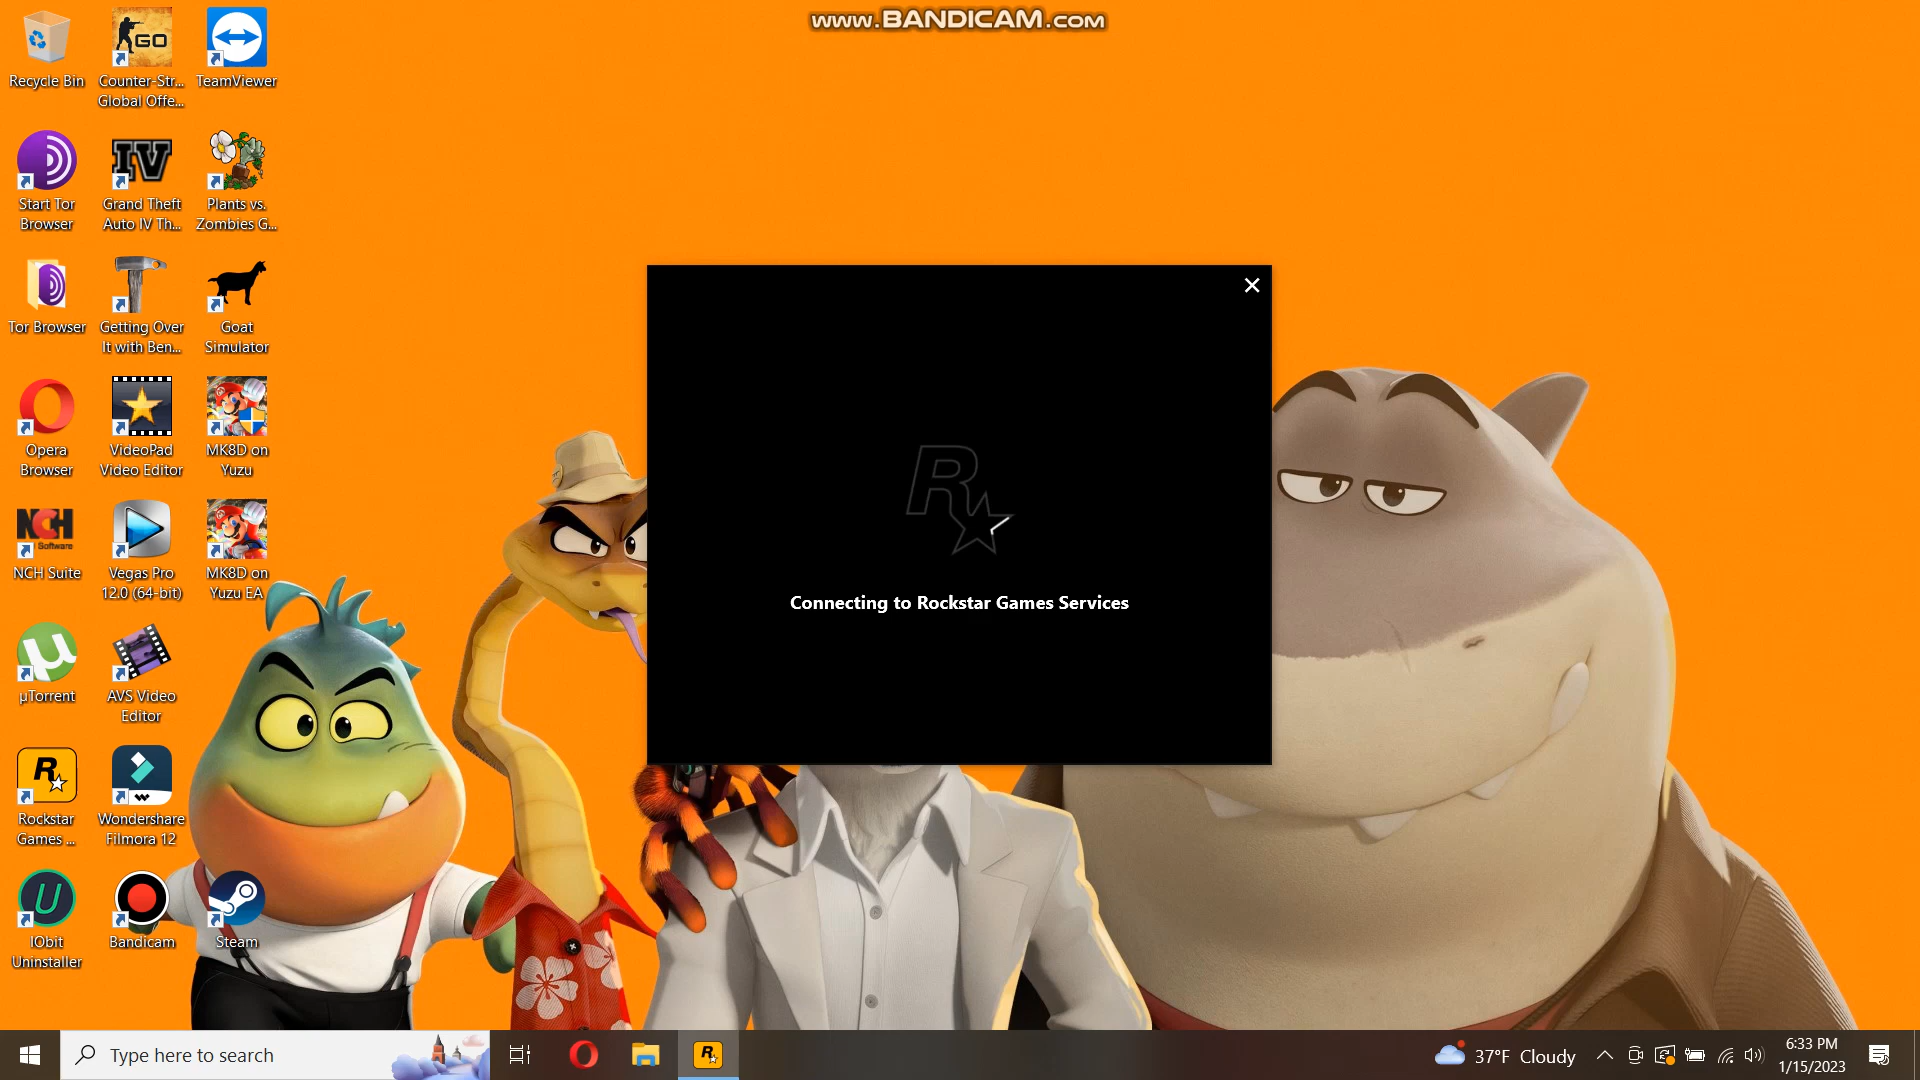 www.BANDICAM.com
Recycle Bin
Counter-Str...
Global Offe...
TeamViewer
Start Tor
Browser
Grand Theft
Auto IV Th...
Plants vs.
Zombies G...
Tor Browser
Getting Over
It with Ben...
Goat
Simulator
Opera
Browser
VideoPad
Video Editor
MK8D on
Yuzu
NCH
Software
NCH Suite
Vegas Pro
12.0 (64-bit)
MK8D on
Yuzu EA
µTorrent
AVS Video
Editor
Rockstar
Games ...
Wondershare
Filmora 12
IObit
Uninstaller
Bandicam
Steam
GO
IV
R
Connecting to Rockstar Games Services
Type here to search
37°F Cloudy
6:33 PM
1/15/2023